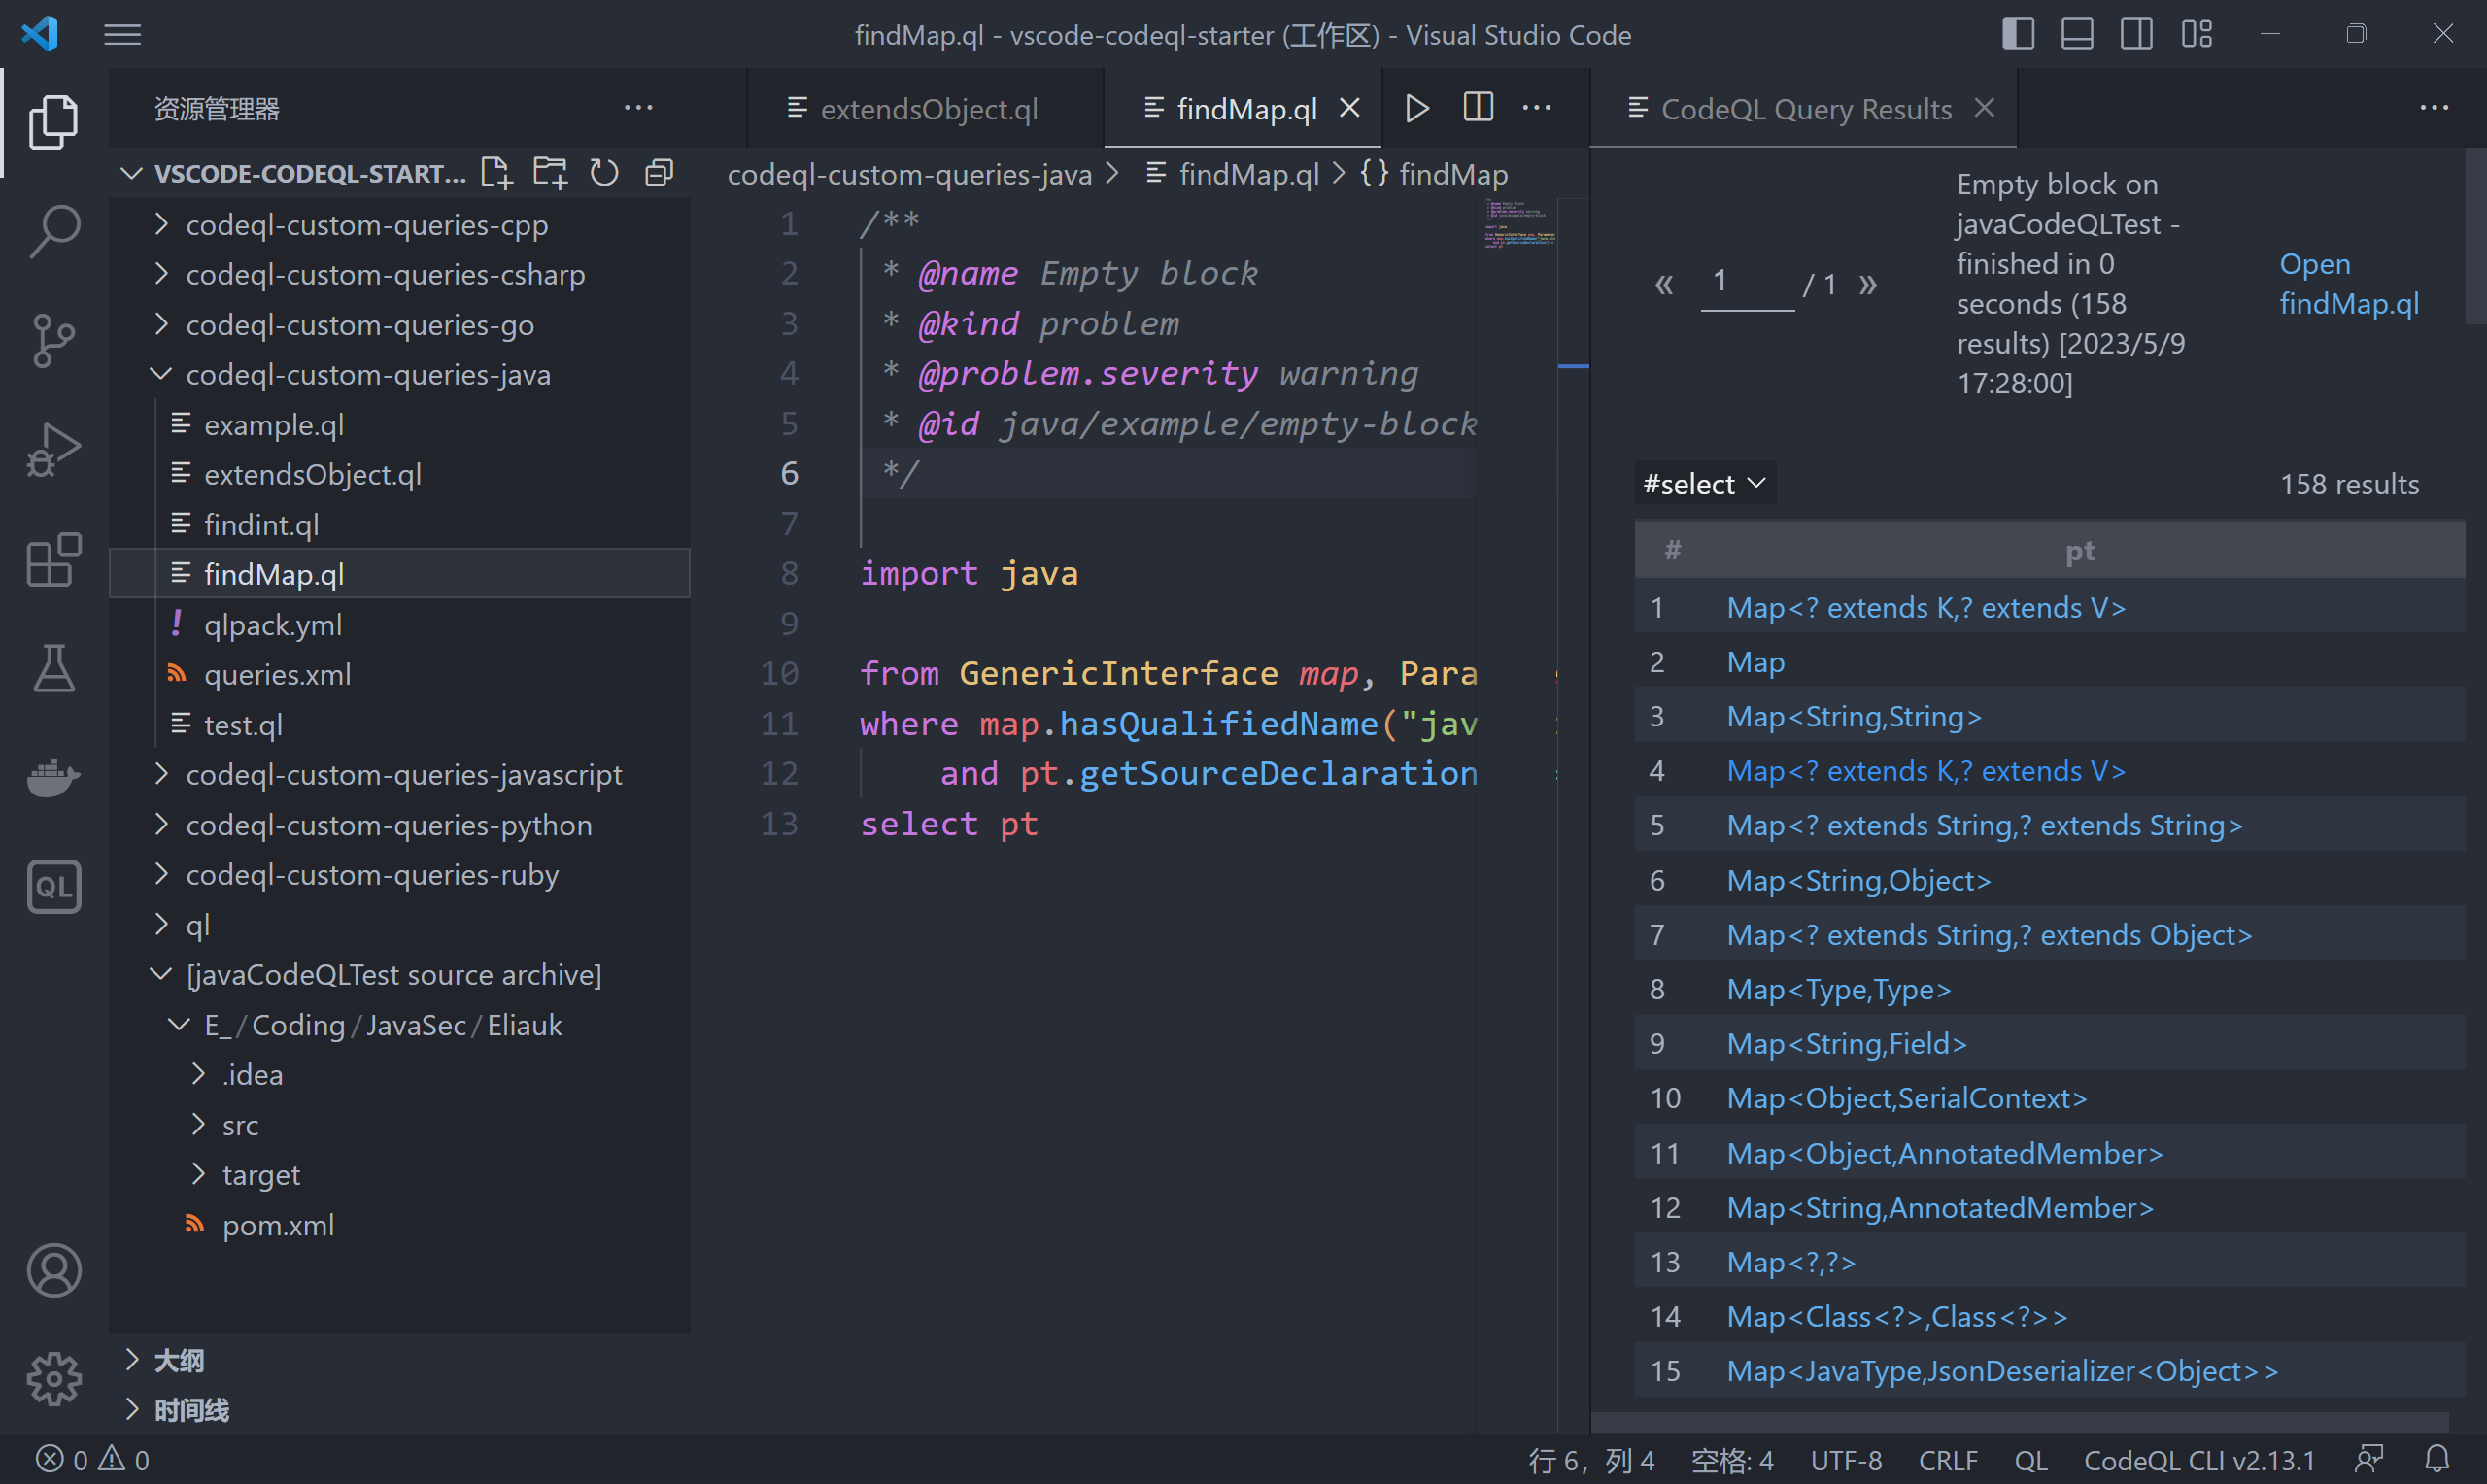 findMap.ql - vscode-codeql-starter (工作区) - Visual Studio Code
资源管理器
VSCODE-CODEQL-START...
codeql-custom-queries-cpp
codeql-custom-queries-csharp
codeql-custom-queries-go
codeql-custom-queries-java
example.ql
extendsObject.ql
findint.ql
findMap.ql
qlpack.yml
queries.xml
test.ql
codeql-custom-queries-javascript
codeql-custom-queries-python
codeql-custom-queries-ruby
ql
[javaCodeQLTest source archive]
E_/Coding/JavaSec/Eliauk
.idea
src
target
pom.xml
大纲
时间线
QL
extendsObject.ql
findMap.ql
codeql-custom-queries-java > findMap.ql > {} findMap
1 /**
2 * @name Empty block
3 * @kind problem
4 * @problem.severity warning
5 * @id java/example/empty-block
6 */
7
8 import java
9
10 from GenericInterface map, Para
11 where map.hasQualifiedName("jav
12 and pt.getSourceDeclaration
13 select pt
CodeQL Query Results
« 1 / 1 »
Empty block on
javaCodeQLTest -
finished in 0
seconds (158
results) [2023/5/9
17:28:00]
Open
findMap.ql
#select
158 results
# pt
1 Map<? extends K,? extends V>
2 Map
3 Map<String,String>
4 Map<? extends K,? extends V>
5 Map<? extends String,? extends String>
6 Map<String,Object>
7 Map<? extends String,? extends Object>
8 Map<Type,Type>
9 Map<String,Field>
10 Map<Object,SerialContext>
11 Map<Object,AnnotatedMember>
12 Map<String,AnnotatedMember>
13 Map<?,?>
14 Map<Class<?>,Class<?>>
15 Map<JavaType,JsonDeserializer<Object>>
0 0
行 6，列 4 空格: 4 UTF-8 CRLF QL CodeQL CLI v2.13.1